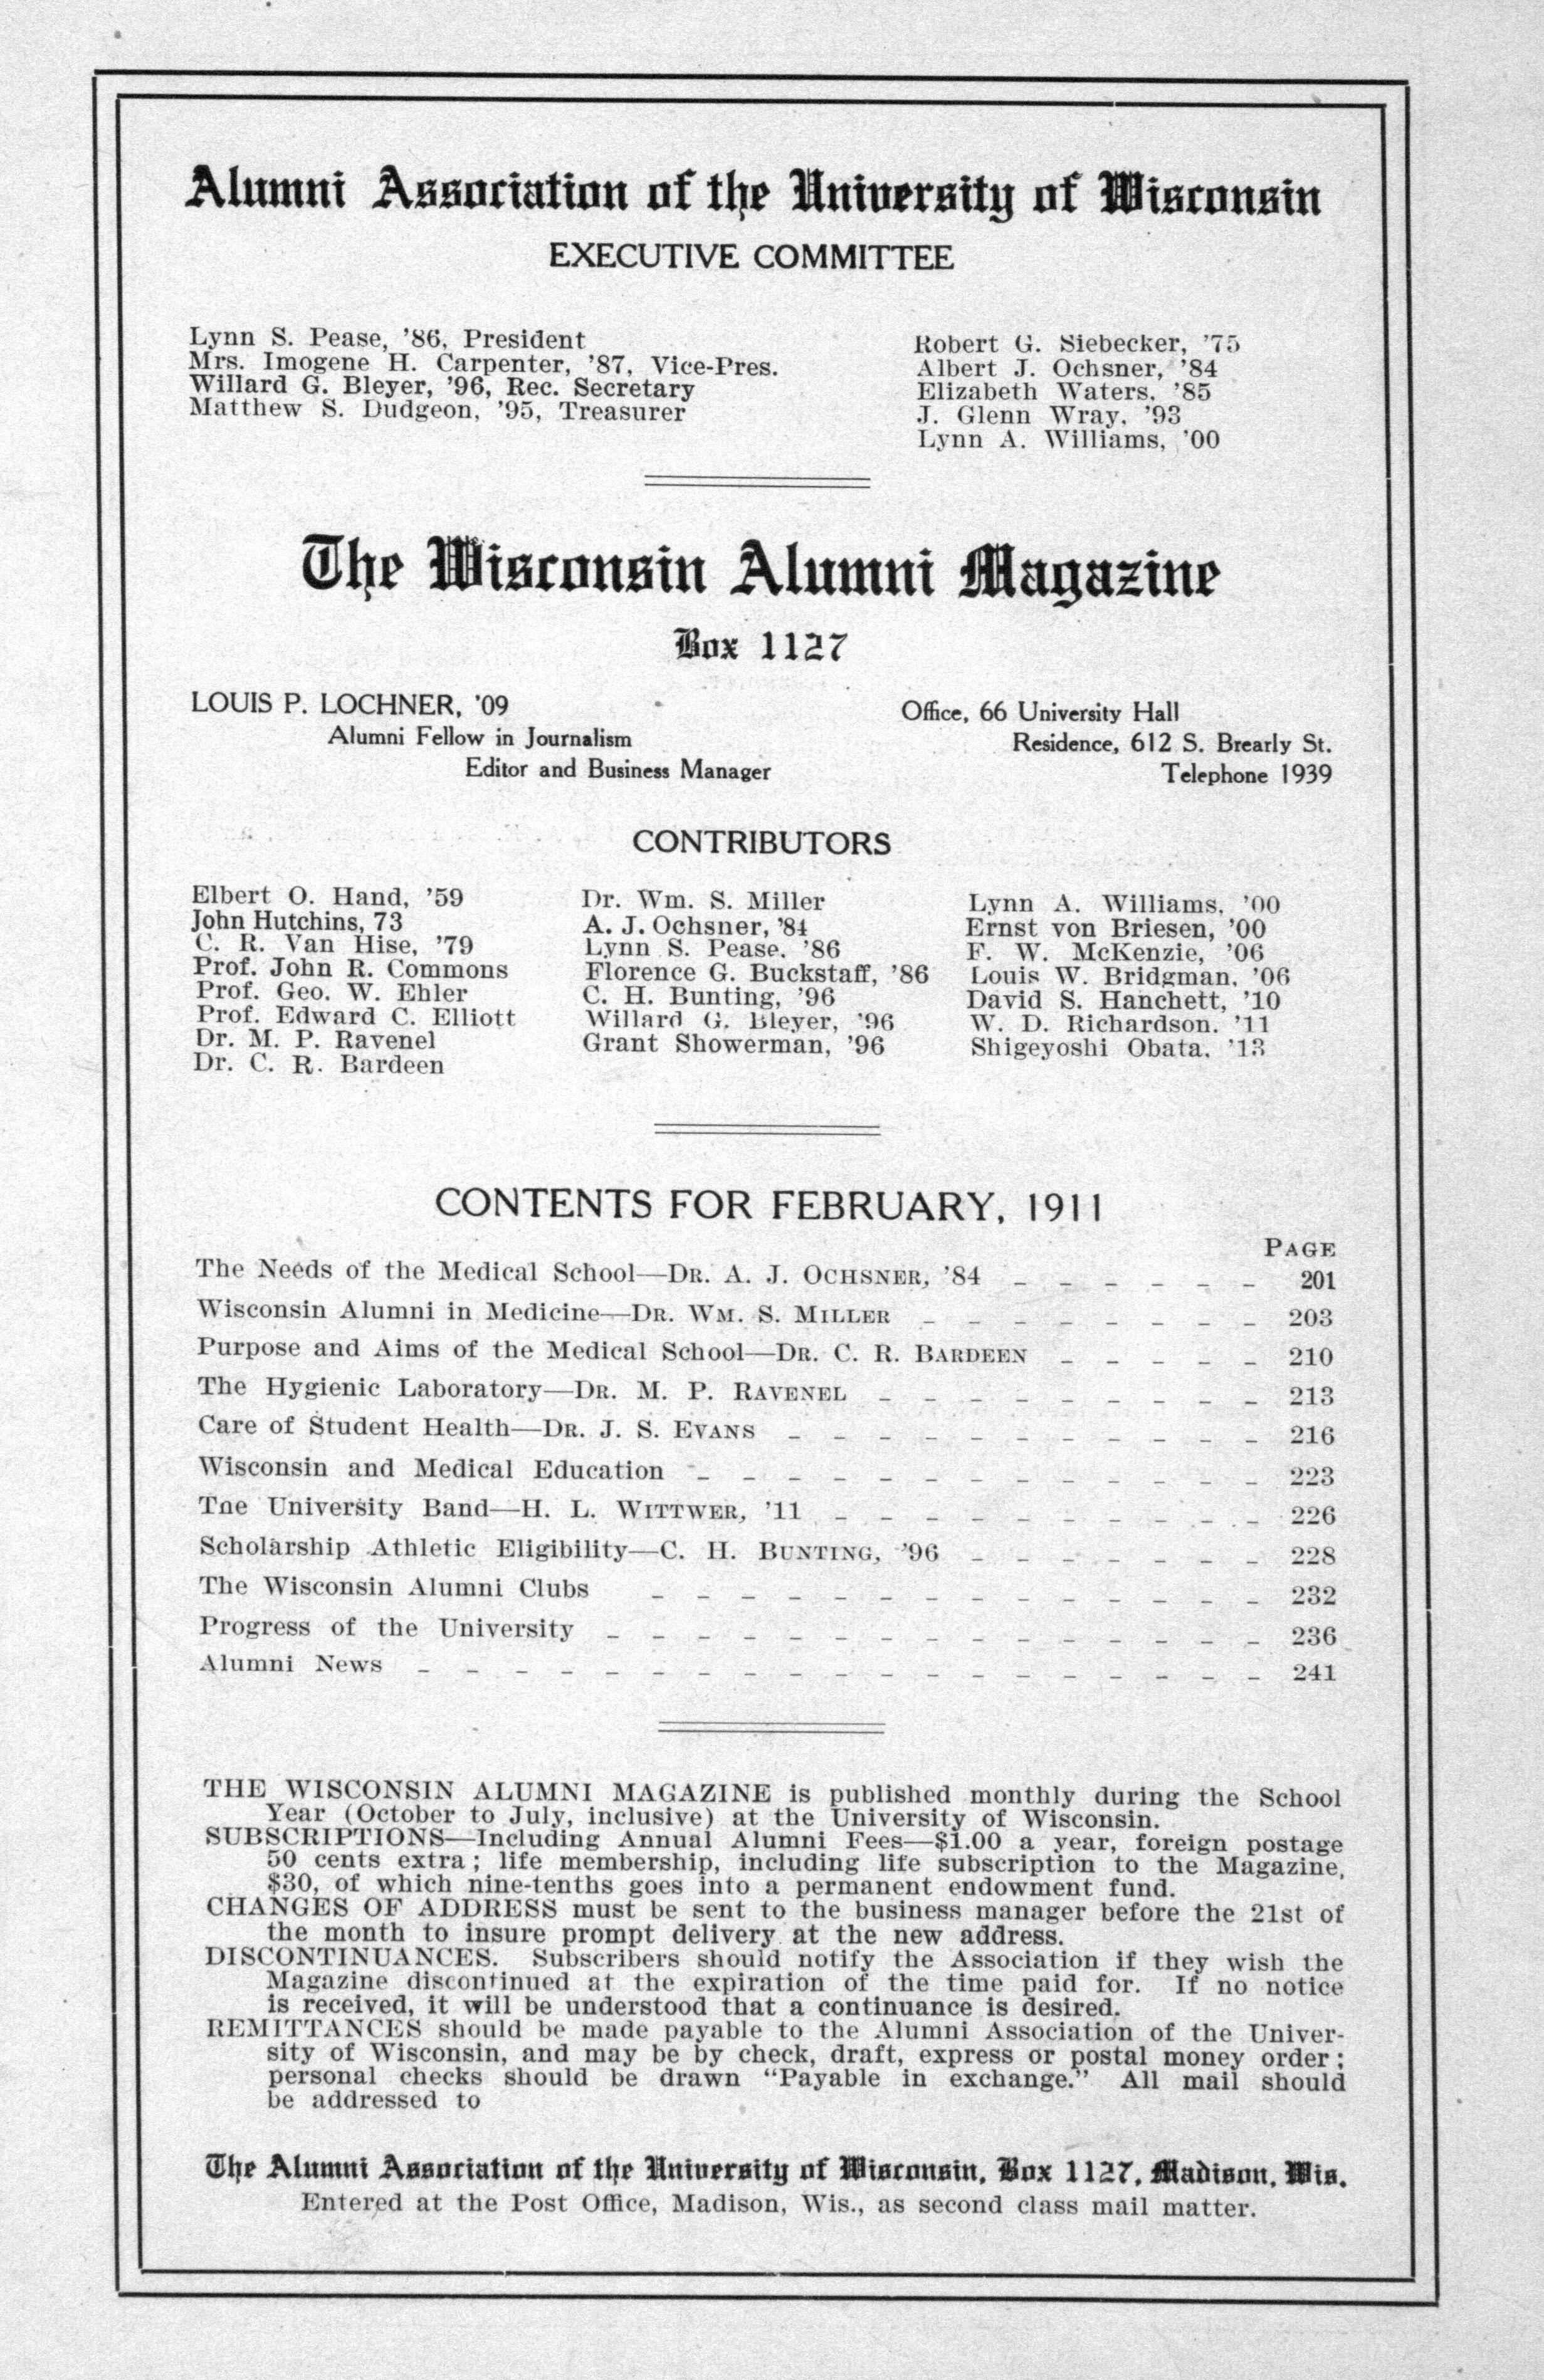 Alumni Association of the University of Wisconsin
EXECUTIVE COMMITTEE
Lynn S. Pease, '86, President
Mrs. Imogene H. Carpenter, '87, Vice-Pres.
Willard G. Bleyer, '96, Rec. Secretary
Matthew S. Dudgeon, '95, Treasurer
Robert G. Siebecker, '75
Albert J. Ochsner, '84
Elizabeth Waters, '85
J. Glenn Wray, '93
Lynn A. Williams, '00
The Wisconsin Alumni Magazine
Box 1127
LOUIS P. LOCHNER, '09
Alumni Fellow in Journalism
Editor and Business Manager
Office, 66 University Hall
Residence, 612 S. Brearly St.
Telephone 1939
CONTRIBUTORS
Elbert O. Hand, '59
John Hutchins, 73
C. R. Van Hise, '79
Prof. John R. Commons
Prof. Geo. W. Ehler
Prof. Edward C. Elliott
Dr. M. P. Ravenel
Dr. C. R. Bardeen
Dr. Wm. S. Miller
A. J. Ochsner, '84
Lynn S. Pease, '86
Florence G. Buckstaff, '86
C. H. Bunting, '96
Willard G. Bleyer, '96
Grant Showerman, '96
Lynn A. Williams, '00
Ernst von Briesen, '00
F. W. McKenzie, '06
Louis W. Bridgman, '06
David S. Hanchett, '10
W. D. Richardson, '11
Shigeyoshi Obata, '13
CONTENTS FOR FEBRUARY, 1911
PAGE
The Needs of the Medical School—DR. A. J. OCHSNER, '84 – – – – – – 201
Wisconsin Alumni in Medicine—DR. WM. S. MILLER – – – – – – – – 203
Purpose and Aims of the Medical School—DR. C. R. BARDEEN – – – – – 210
The Hygienic Laboratory—DR. M. P. RAVENEL – – – – – – – – – 213
Care of Student Health—DR. J. S. EVANS – – – – – – – – – – – 216
Wisconsin and Medical Education – – – – – – – – – – – – – 223
Tne University Band—H. L. WITTWER, '11 – – – – – – – – – – 226
Scholarship Athletic Eligibility—C. H. BUNTING, '96 – – – – – – – 228
The Wisconsin Alumni Clubs – – – – – – – – – – – – – – 232
Progress of the University – – – – – – – – – – – – – – – 236
Alumni News – – – – – – – – – – – – – – – – – – – 241
THE WISCONSIN ALUMNI MAGAZINE is published monthly during the School
Year (October to July, inclusive) at the University of Wisconsin.
SUBSCRIPTIONS—Including Annual Alumni Fees—$1.00 a year, foreign postage
50 cents extra; life membership, including life subscription to the Magazine,
$30, of which nine-tenths goes into a permanent endowment fund.
CHANGES OF ADDRESS must be sent to the business manager before the 21st of
the month to insure prompt delivery at the new address.
DISCONTINUANCES. Subscribers should notify the Association if they wish the
Magazine discontinued at the expiration of the time paid for. If no notice
is received, it will be understood that a continuance is desired.
REMITTANCES should be made payable to the Alumni Association of the Univer-
sity of Wisconsin, and may be by check, draft, express or postal money order;
personal checks should be drawn “Payable in exchange.” All mail should
be addressed to
The Alumni Association of the University of Wisconsin, Box 1127, Madison, Wis.
Entered at the Post Office, Madison, Wis., as second class mail matter.